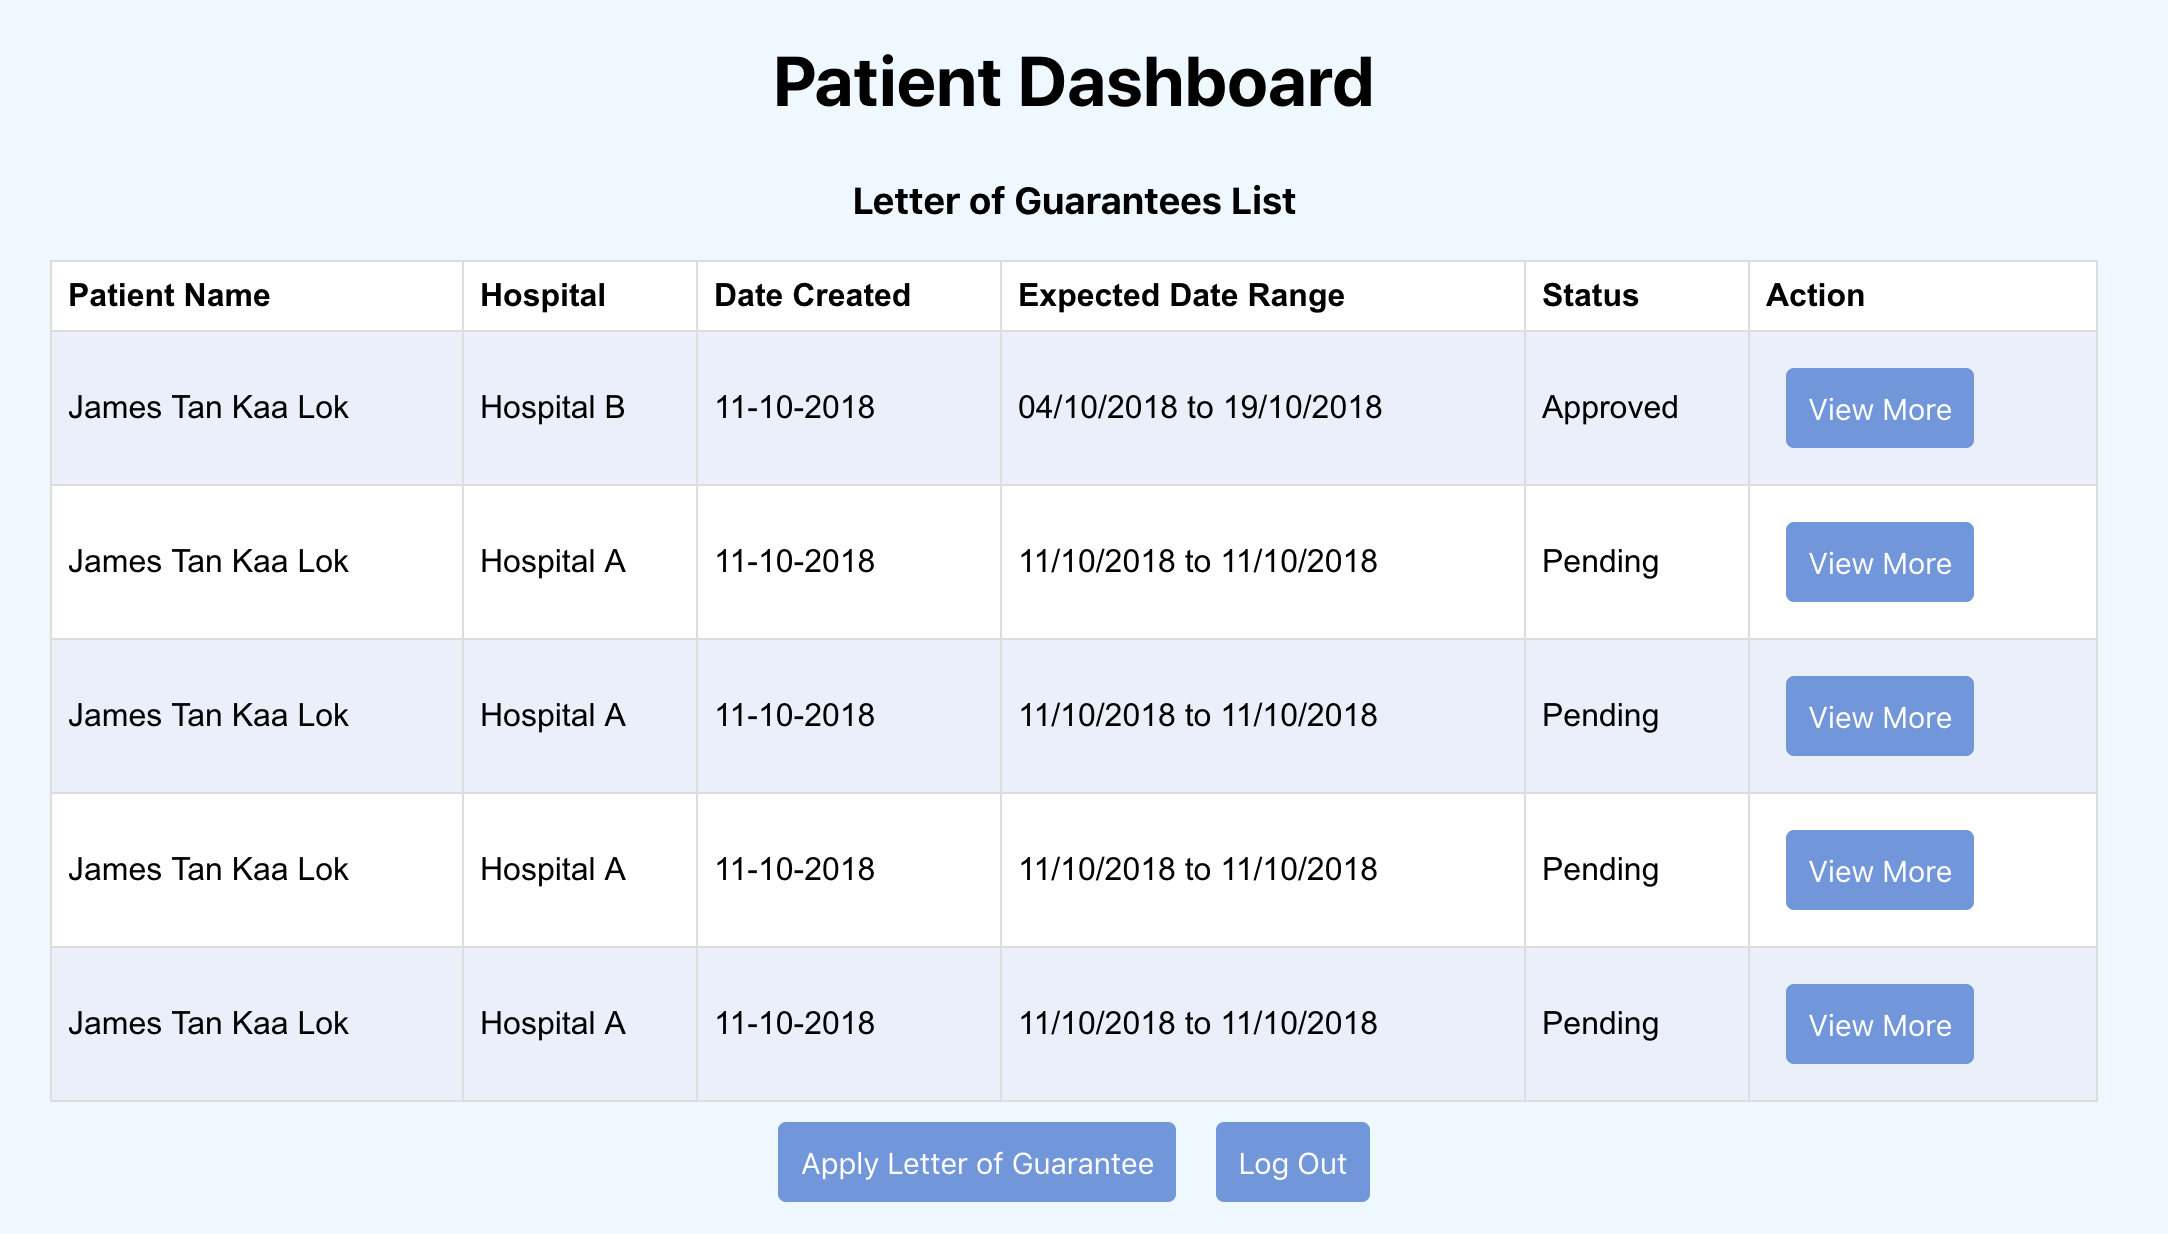 Patient Dashboard
Letter of Guarantees List
Patient Name Hospital Date Created Expected Date Range Status Action
James Tan Kaa Lok Hospital B 11-10-2018 04/10/2018 to 19/10/2018 Approved View More
James Tan Kaa Lok Hospital A 11-10-2018 11/10/2018 to 11/10/2018 Pending View More
James Tan Kaa Lok Hospital A 11-10-2018 11/10/2018 to 11/10/2018 Pending View More
James Tan Kaa Lok Hospital A 11-10-2018 11/10/2018 to 11/10/2018 Pending View More
James Tan Kaa Lok Hospital A 11-10-2018 11/10/2018 to 11/10/2018 Pending View More
Apply Letter of Guarantee Log Out